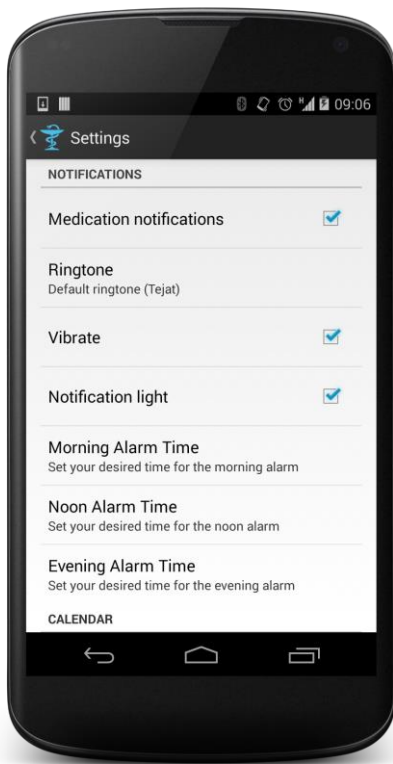 09:06
Settings
NOTIFICATIONS
Medication notifications
Ringtone
Default ringtone (Tejat)
Vibrate
Notification light
Morning Alarm Time
Set your desired time for the morning alarm
Noon Alarm Time
Set your desired time for the noon alarm
Evening Alarm Time
Set your desired time for the evening alarm
CALENDAR